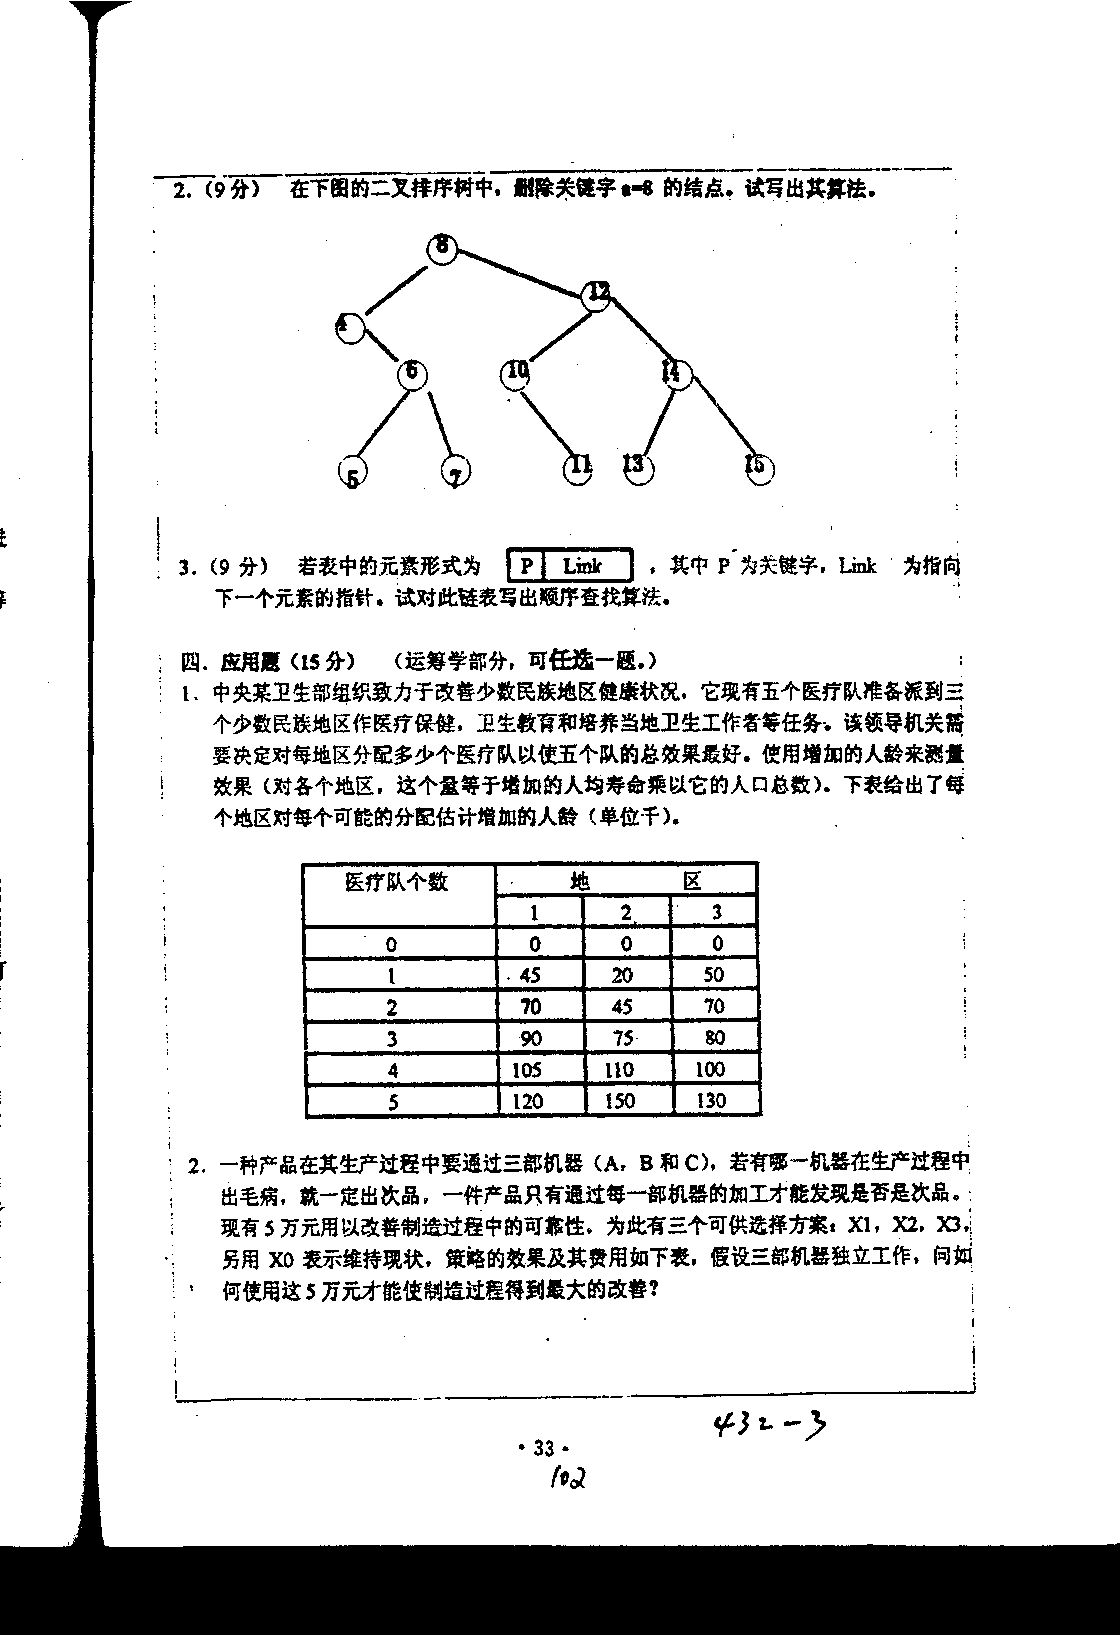 2.（9分） 在下图的二叉排序树中，删除关键字 a=8 的结点。试写出其算法。
8
12
4
6
10
14
5
7
11
13
15
3.（9 分） 若表中的元素形式为 P Link ，其中 P 为关键字，Link 为指向
下一个元素的指针。试对此链表写出顺序查找算法。
四．应用题（15 分） （运筹学部分，可任选一题。）
1. 中央某卫生部组织致力于改善少数民族地区健康状况，它现有五个医疗队准备派到三
个少数民族地区作医疗保健，卫生教育和培养当地卫生工作者等任务。该领导机关需
要决定对每地区分配多少个医疗队以使五个队的总效果最好。使用增加的人龄来测量
效果（对各个地区，这个量等于增加的人均寿命乘以它的人口总数）。下表给出了每
个地区对每个可能的分配估计增加的人龄（单位千）。
医疗队个数 地 区
1 2 3
0 0 0 0
1 45 20 50
2 70 45 70
3 90 75 80
4 105 110 100
5 120 150 130
2. 一种产品在其生产过程中要通过三部机器（A，B 和 C），若有哪一机器在生产过程中
出毛病，就一定出次品，一件产品只有通过每一部机器的加工才能发现是否是次品。
现有 5 万元用以改善制造过程中的可靠性，为此有三个可供选择方案：X1，X2，X3，
另用 X0 表示维持现状，策略的效果及其费用如下表，假设三部机器独立工作，问如
何使用这 5 万元才能使制造过程得到最大的改善？
432-3
· 33 ·
102